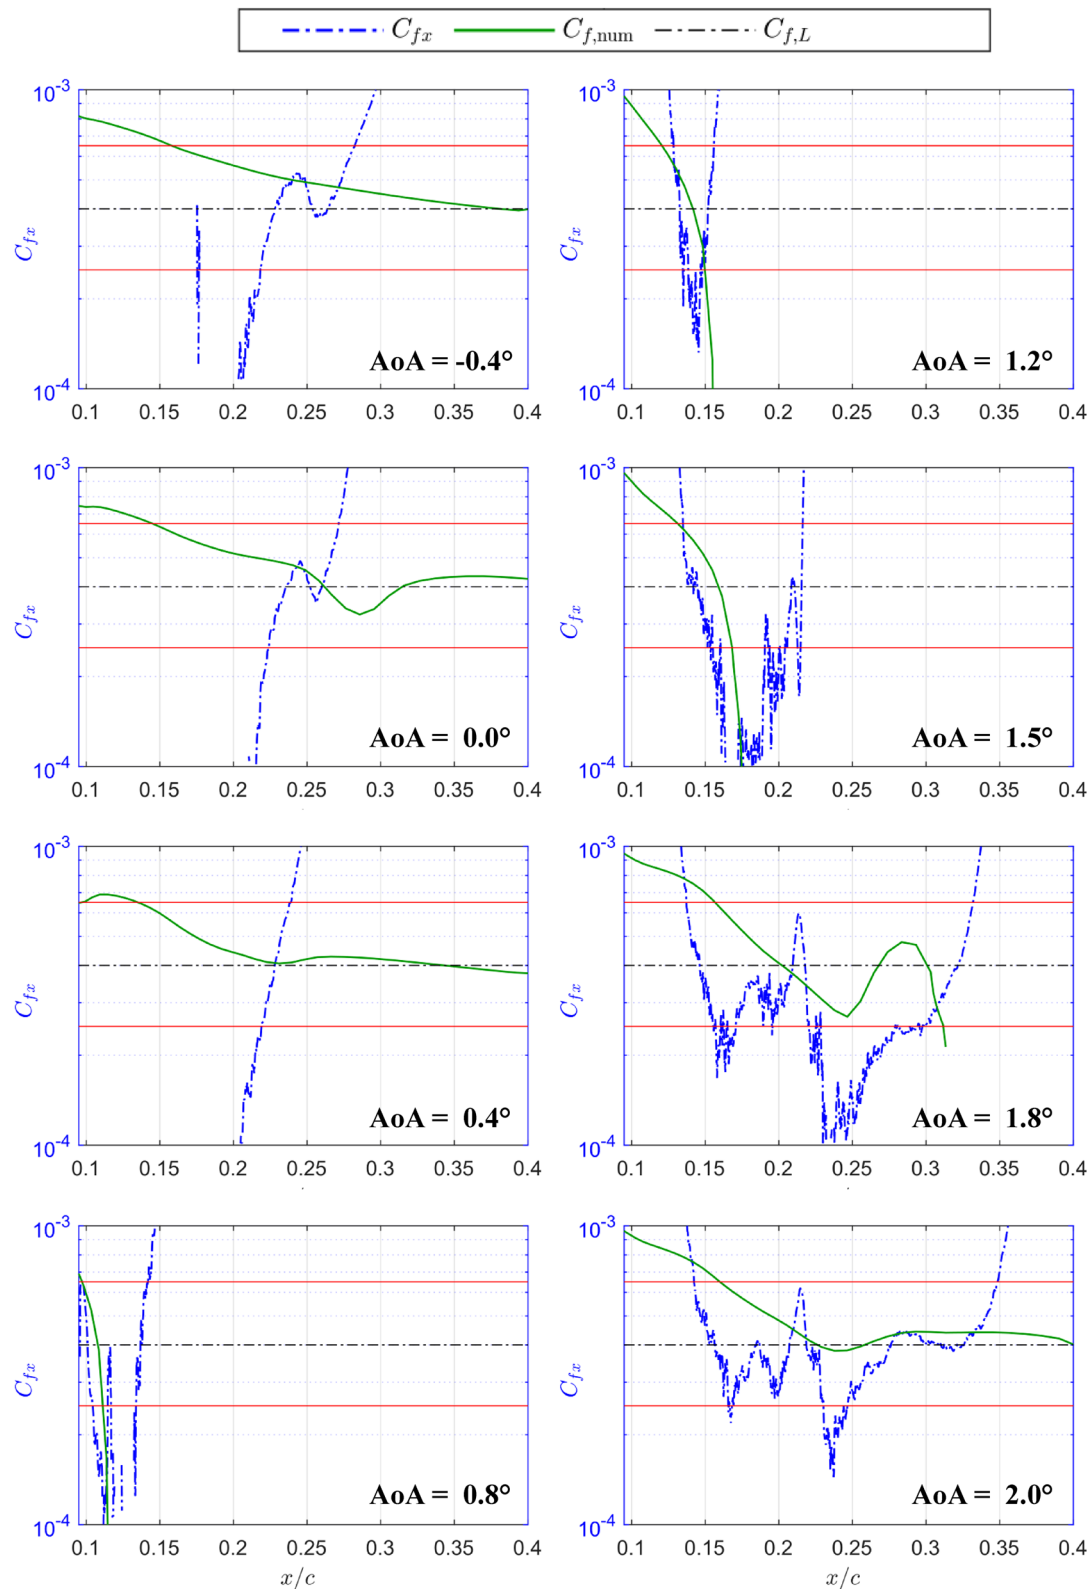 C_{fx} C_{f,num} C_{f,L}
10^{-3} 10^{-3}
C_{fx} C_{fx}
AoA = -0.4° AoA = 1.2°
10^{-4} 10^{-4}
0.1 0.15 0.2 0.25 0.3 0.35 0.4 0.1 0.15 0.2 0.25 0.3 0.35 0.4
10^{-3} 10^{-3}
C_{fx} C_{fx}
AoA = 0.0° AoA = 1.5°
10^{-4} 10^{-4}
0.1 0.15 0.2 0.25 0.3 0.35 0.4 0.1 0.15 0.2 0.25 0.3 0.35 0.4
10^{-3} 10^{-3}
C_{fx} C_{fx}
AoA = 0.4° AoA = 1.8°
10^{-4} 10^{-4}
0.1 0.15 0.2 0.25 0.3 0.35 0.4 0.1 0.15 0.2 0.25 0.3 0.35 0.4
10^{-3} 10^{-3}
C_{fx} C_{fx}
AoA = 0.8° AoA = 2.0°
10^{-4} 10^{-4}
0.1 0.15 0.2 0.25 0.3 0.35 0.4 0.1 0.15 0.2 0.25 0.3 0.35 0.4
x/c x/c